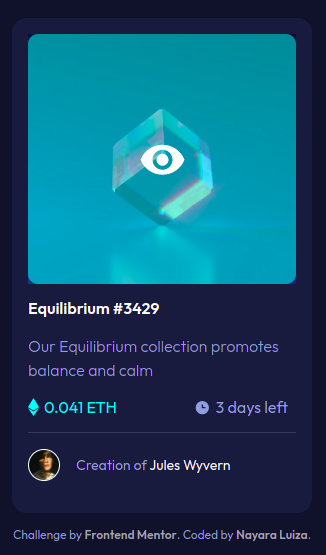 Equilibrium #3429
Our Equilibrium collection promotes
balance and calm
0.041 ETH
3 days left
Creation of Jules Wyvern
Challenge by Frontend Mentor. Coded by Nayara Luiza.